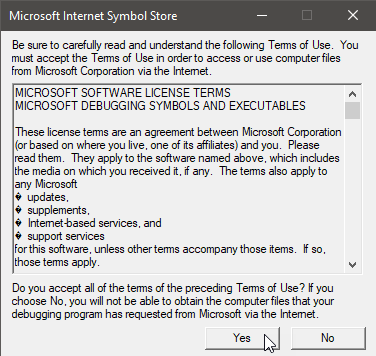 Microsoft Internet Symbol Store
Be sure to carefully read and understand the following Terms of Use.  You
must accept the Terms of Use in order to access or use computer files
from Microsoft Corporation via the Internet.
MICROSOFT SOFTWARE LICENSE TERMS
MICROSOFT DEBUGGING SYMBOLS AND EXECUTABLES
These license terms are an agreement between Microsoft Corporation
(or based on where you live, one of its affiliates) and you.  Please
read them.  They apply to the software named above, which includes
the media on which you received it, if any.  The terms also apply to
any Microsoft
�  updates,
�  supplements,
�  Internet-based services, and
�  support services
for this software, unless other terms accompany those items.  If so,
those terms apply.
Do you accept all of the terms of the preceding Terms of Use? If you
choose No, you will not be able to obtain the computer files that your
debugging program has requested from Microsoft via the Internet.
Yes
No